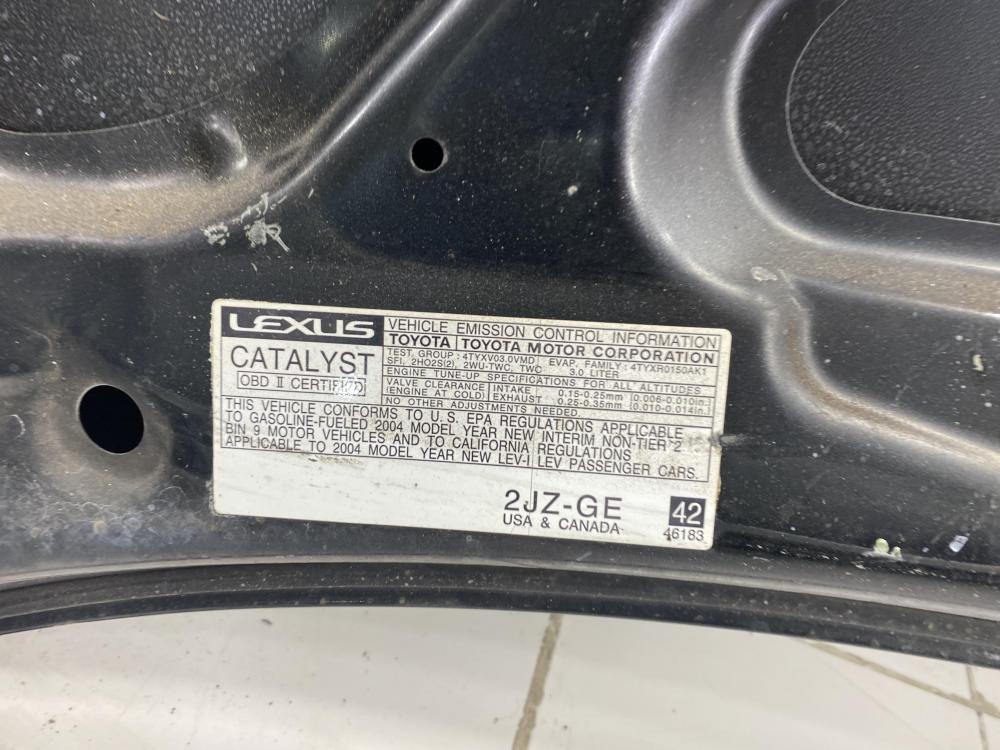 LEXUS
VEHICLE EMISSION CONTROL INFORMATION
TOYOTA TOYOTA MOTOR CORPORATION
CATALYST
OBD II CERTIFIED
TEST GROUP : 4TYXV03.0VMD EVAP. FAMILY : 4TYXR0150AK1
SFI, 2HO2S(2), 2WU-TWC, TWC 3.0 LITER
ENGINE TUNE-UP SPECIFICATIONS FOR ALL ALTITUDES
VALVE CLEARANCE INTAKE 0.15-0.25mm (0.006-0.010in.)
(ENGINE AT COLD) EXHAUST 0.25-0.35mm (0.010-0.014in.)
NO OTHER ADJUSTMENTS NEEDED.
THIS VEHICLE CONFORMS TO U.S. EPA REGULATIONS APPLICABLE
TO GASOLINE-FUELED 2004 MODEL YEAR NEW INTERIM NON-TIER 2
BIN 9 MOTOR VEHICLES AND TO CALIFORNIA REGULATIONS
APPLICABLE TO 2004 MODEL YEAR NEW LEV-I LEV PASSENGER CARS.
2JZ-GE 42
USA & CANADA 46183